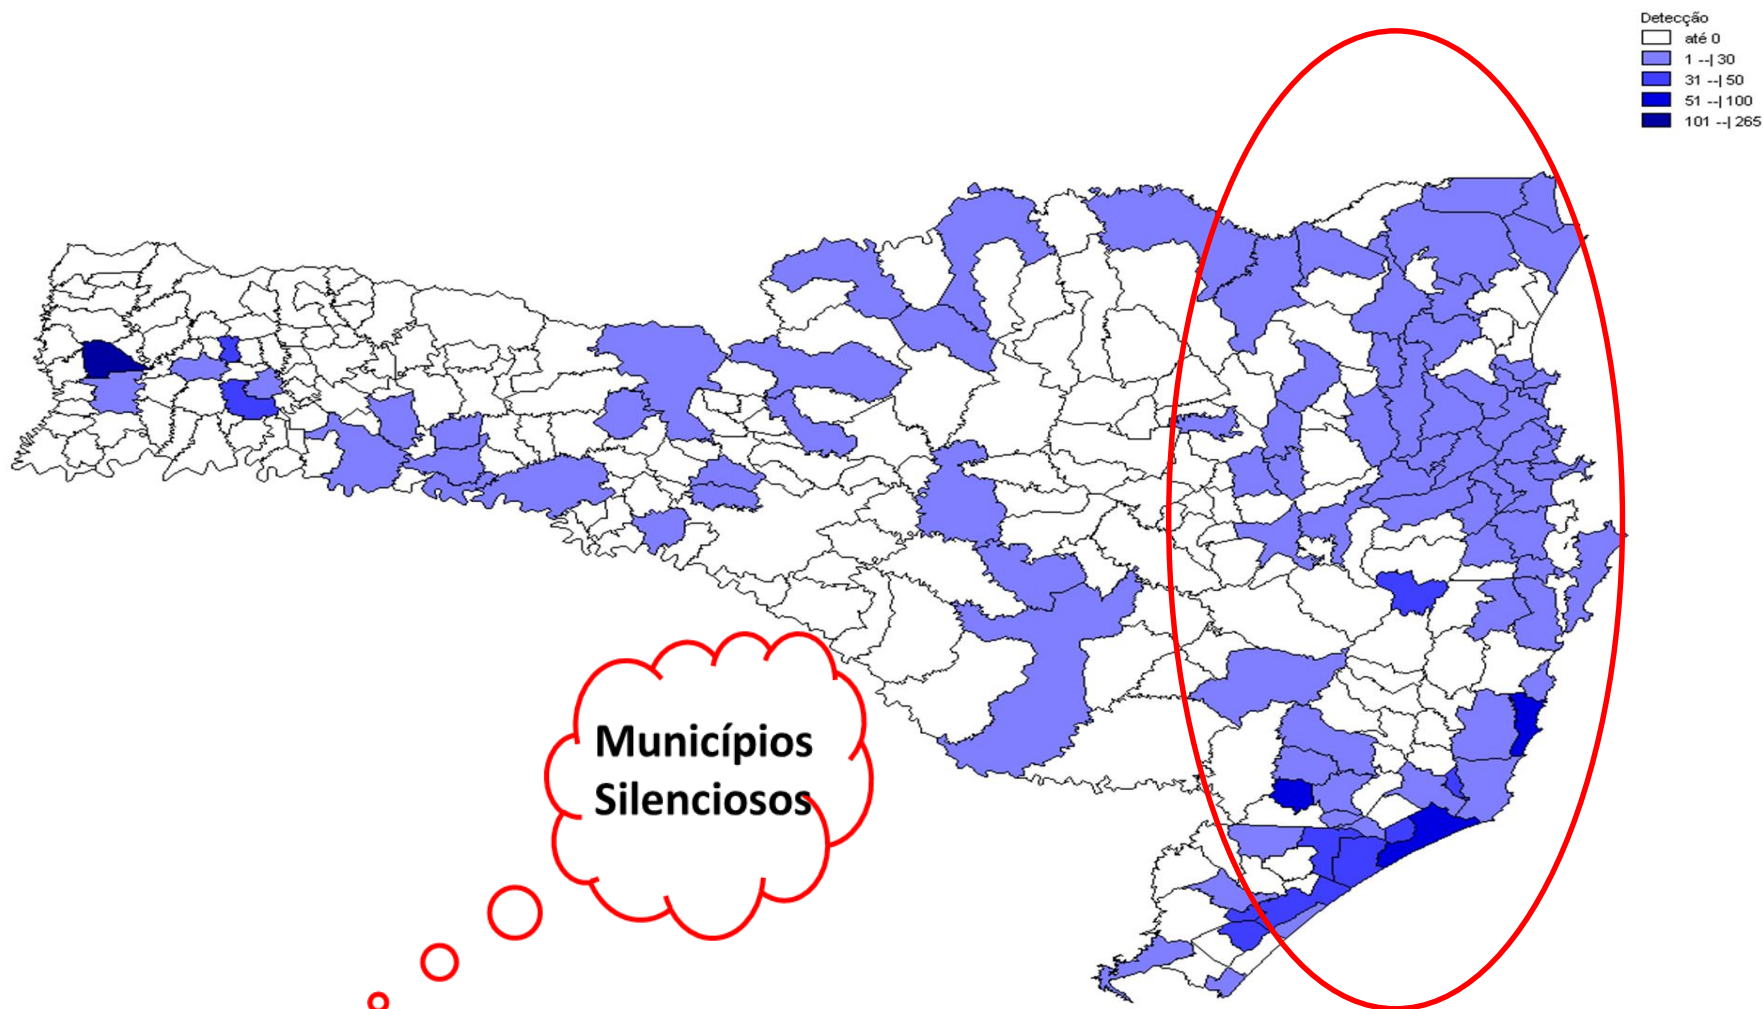 Detecção
até 0
1 --| 30
31 --| 50
51 --| 100
101 --| 265
Municípios
Silenciosos